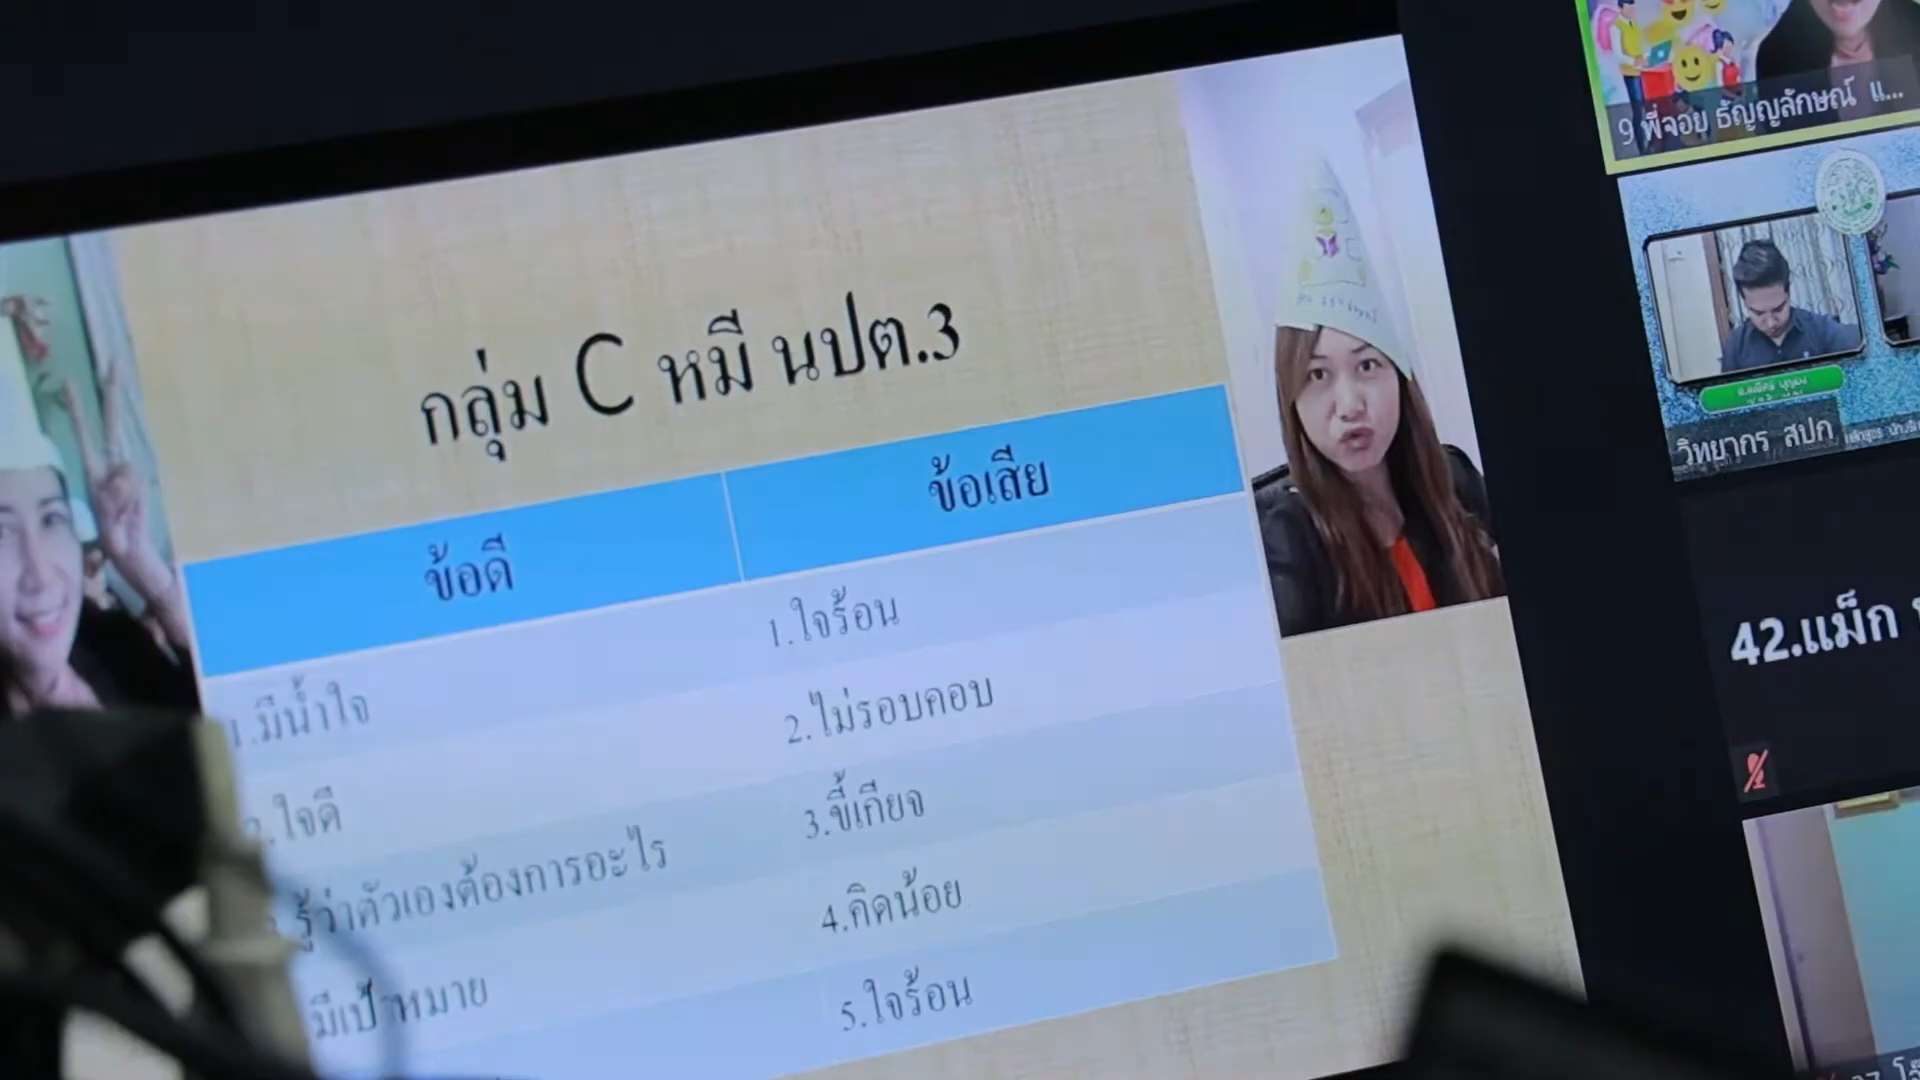 กลุ่ม C หมี นปต.3
ข้อดี
ข้อเสีย
1.มีน้ำใจ
1.ใจร้อน
.ใจดี
2.ไม่รอบคอบ
รู้ว่าตัวเองต้องการอะไร
3.ขี้เกียจ
มีเป้าหมาย
4.คิดน้อย
5.ใจร้อน
9 พี่จอย ธัญญลักษณ์ แ...
วิทยากร สปก
42.แม็ก